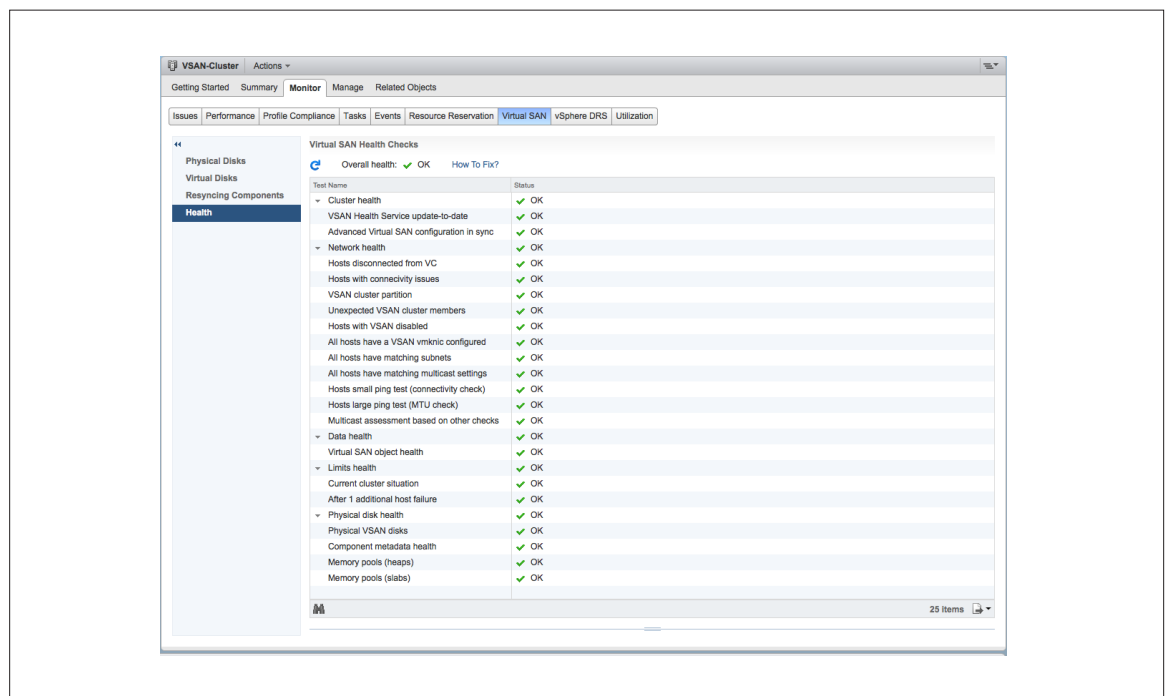 VSAN-Cluster Actions
Getting Started Summary Monitor Manage Related Objects
Issues Performance Profile Compliance Tasks Events Resource Reservation Virtual SAN vSphere DRS Utilization
Physical Disks
Virtual Disks
Resyncing Components
Health
Virtual SAN Health Checks
Overall health: OK How To Fix?
Test Name Status
Cluster health OK
VSAN Health Service update-to-date OK
Advanced Virtual SAN configuration in sync OK
Network health OK
Hosts disconnected from VC OK
Hosts with connecivity issues OK
VSAN cluster partition OK
Unexpected VSAN cluster members OK
Hosts with VSAN disabled OK
All hosts have a VSAN vmknic configured OK
All hosts have matching subnets OK
All hosts have matching multicast settings OK
Hosts small ping test (connectivity check) OK
Hosts large ping test (MTU check) OK
Multicast assessment based on other checks OK
Data health OK
Virtual SAN object health OK
Limits health OK
Current cluster situation OK
After 1 additional host failure OK
Physical disk health OK
Physical VSAN disks OK
Component metadata health OK
Memory pools (heaps) OK
Memory pools (slabs) OK
25 items